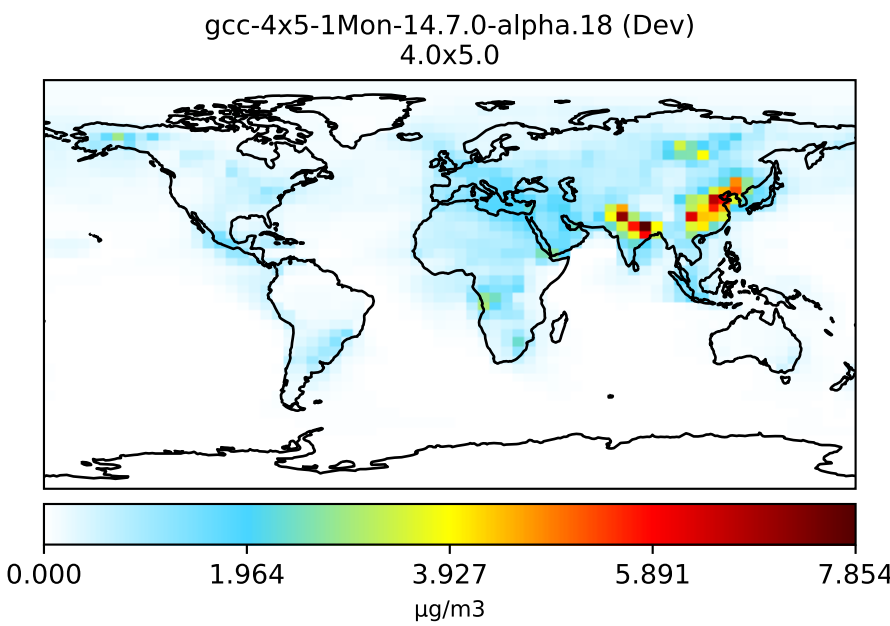 gcc-4x5-1Mon-14.7.0-alpha.18 (Dev)
4.0x5.0
0.000 1.964 3.927 5.891 7.854
μg/m3